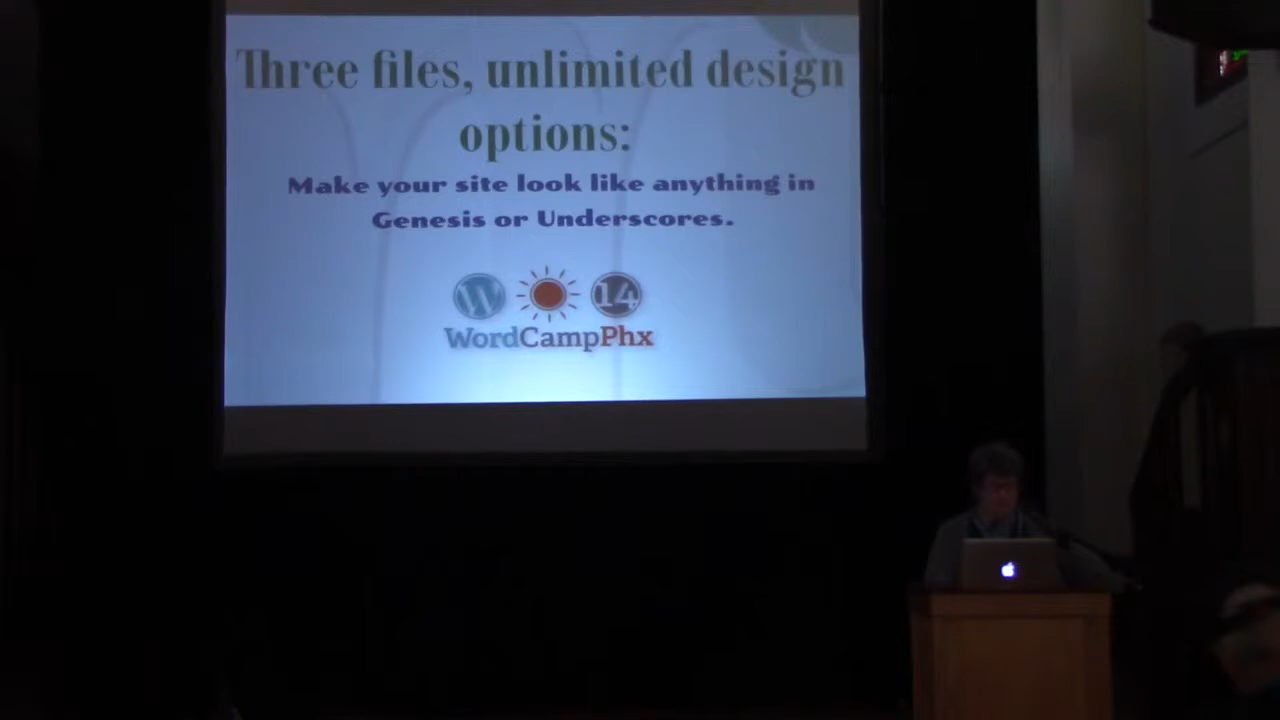 Three files, unlimited design
options:
Make your site look like anything in
Genesis or Underscores.
W 14
WordCampPhx